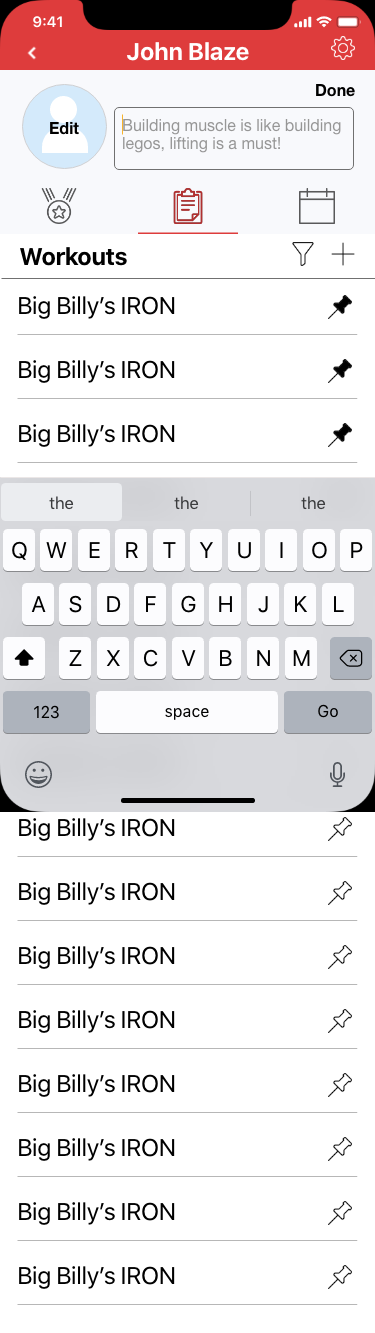 9:41
John Blaze
Done
Edit
Building muscle is like building
legos, lifting is a must!
Workouts
Big Billy’s IRON
Big Billy’s IRON
Big Billy’s IRON
the the the
Q W E R T Y U I O P
A S D F G H J K L
Z X C V B N M
123 space Go
Big Billy’s IRON
Big Billy’s IRON
Big Billy’s IRON
Big Billy’s IRON
Big Billy’s IRON
Big Billy’s IRON
Big Billy’s IRON
Big Billy’s IRON